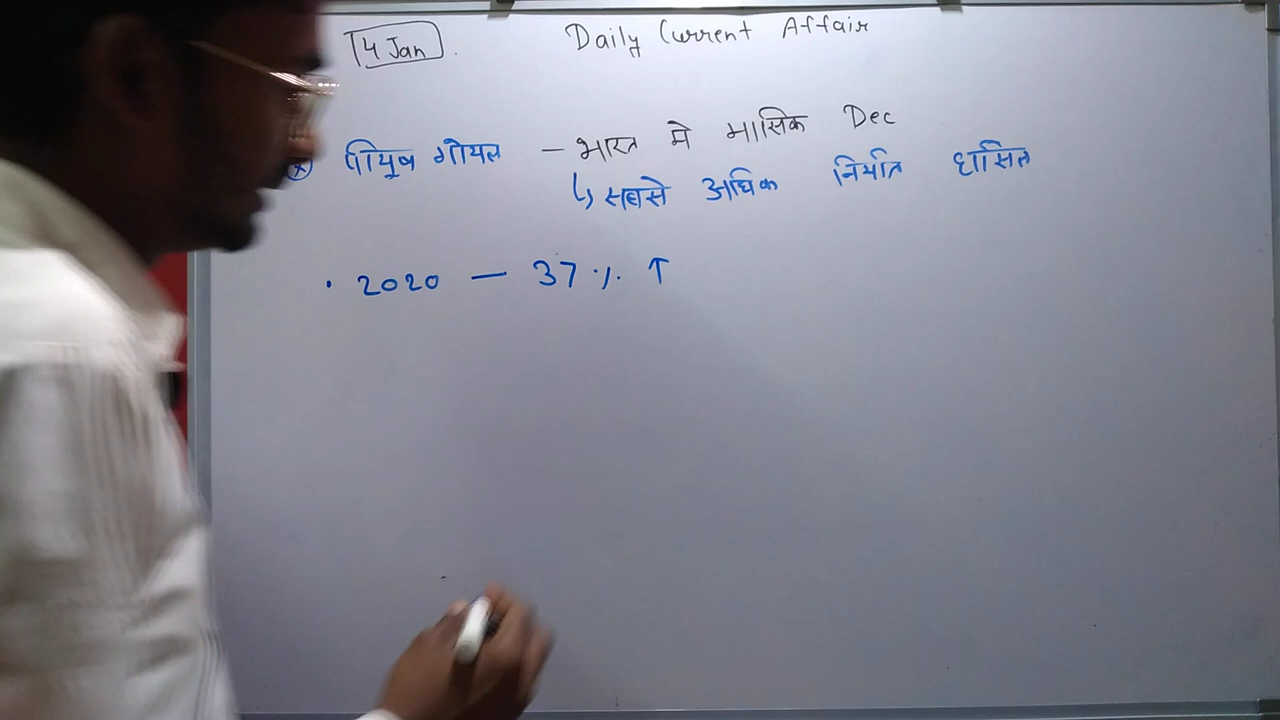 4 Jan Daily Current Affair
पियुष गोयल – भारत मे मासिक Dec
↳ सबसे अधिक निर्यात हासिल
• 2020 — 37 % ↑